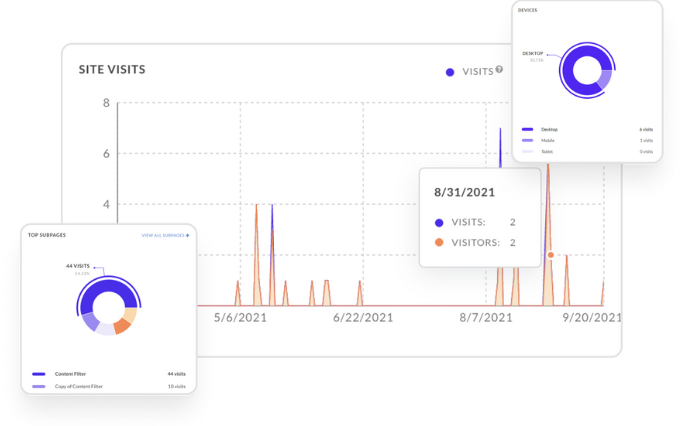 DEVICES
DESKTOP
Desktop 6 visits
Mobile 1 visits
Tablet 0 visits
SITE VISITS
VISITS
8
6
4
8/31/2021
VISITS: 2
VISITORS: 2
5/6/2021 6/22/2021 8/7/2021 9/20/2021
TOP SUBPAGES VIEW ALL SUBPAGES
44 VISITS
Content Filter 44 visits
Copy of Content Filter 10 visits